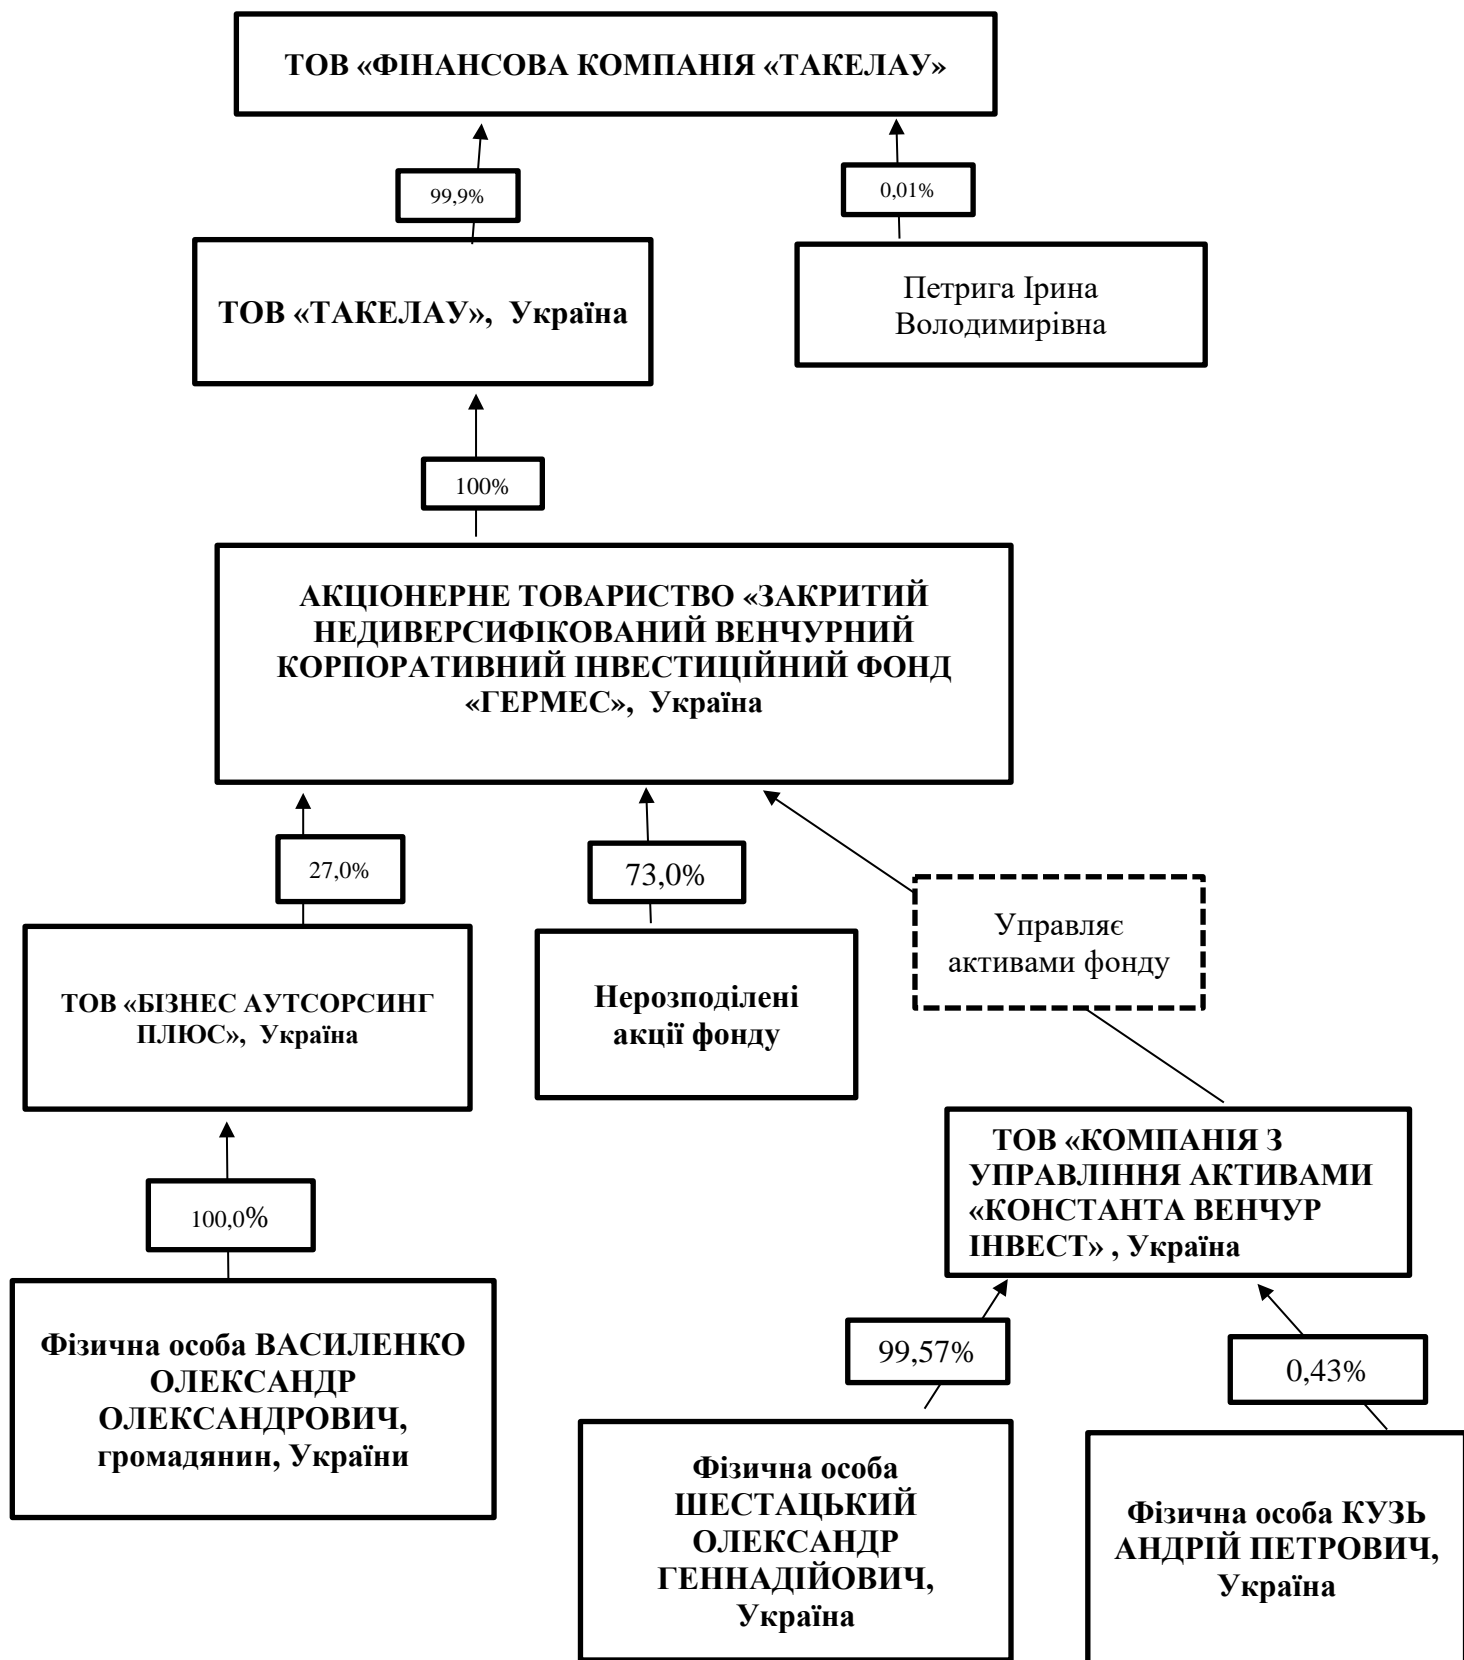 ТОВ «ФІНАНСОВА КОМПАНІЯ «ТАКЕЛАУ»
99,9%
0,01%
ТОВ «ТАКЕЛАУ», Україна
Петрига Ірина
Володимирівна
100%
АКЦІОНЕРНЕ ТОВАРИСТВО «ЗАКРИТИЙ
НЕДИВЕРСИФІКОВАНИЙ ВЕНЧУРНИЙ
КОРПОРАТИВНИЙ ІНВЕСТИЦІЙНИЙ ФОНД
«ГЕРМЕС», Україна
27,0%
73,0%
Управляє
активами фонду
ТОВ «БІЗНЕС АУТСОРСИНГ
ПЛЮС», Україна
Нерозподілені
акції фонду
ТОВ «КОМПАНІЯ З
УПРАВЛІННЯ АКТИВАМИ
«КОНСТАНТА ВЕНЧУР
ІНВЕСТ» , Україна
100,0%
99,57%
0,43%
Фізична особа ВАСИЛЕНКО
ОЛЕКСАНДР
ОЛЕКСАНДРОВИЧ,
громадянин, України
Фізична особа
ШЕСТАЦЬКИЙ
ОЛЕКСАНДР
ГЕННАДІЙОВИЧ,
Україна
Фізична особа КУЗЬ
АНДРІЙ ПЕТРОВИЧ,
Україна